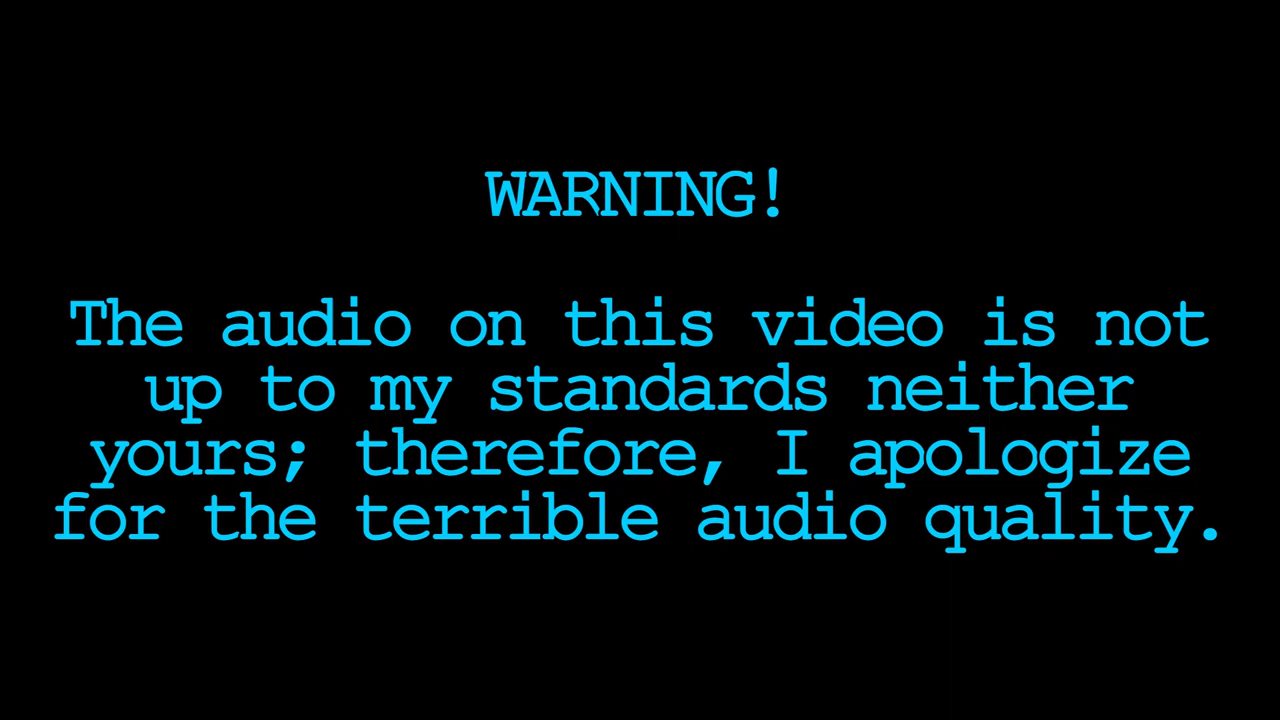 WARNING!
The audio on this video is not
up to my standards neither
yours; therefore, I apologize
for the terrible audio quality.